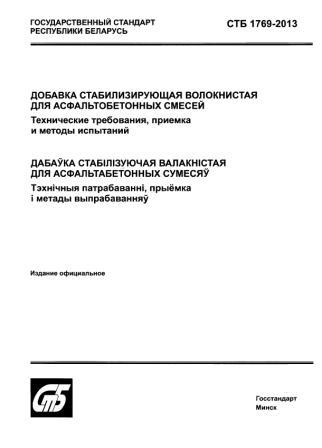 ГОСУДАРСТВЕННЫЙ СТАНДАРТ
РЕСПУБЛИКИ БЕЛАРУСЬ
СТБ 1769-2013
ДОБАВКА СТАБИЛИЗИРУЮЩАЯ ВОЛОКНИСТАЯ
ДЛЯ АСФАЛЬТОБЕТОННЫХ СМЕСЕЙ
Технические требования, приемка
и методы испытаний
ДАБАЎКА СТАБІЛІЗУЮЧАЯ ВАЛАКНІСТАЯ
ДЛЯ АСФАЛЬТАБЕТОННЫХ СУМЕСЯЎ
Тэхнічныя патрабаванні, прыёмка
і метады выпрабаванняў
Издание официальное
СТБ
Госстандарт
Минск